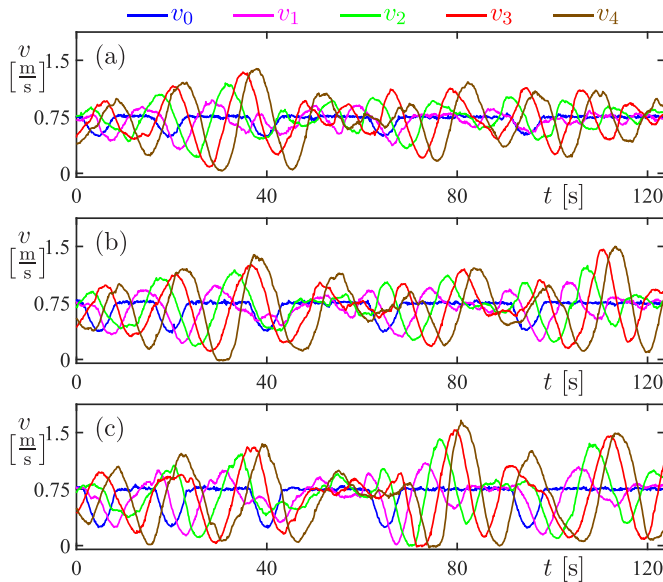 v₀ v₁ v₂ v₃ v₄
v [m/s]
1.5
0.75
0
(a)
0 40 80 120
t [s]
v [m/s]
1.5
0.75
0
(b)
0 40 80 120
t [s]
v [m/s]
1.5
0.75
0
(c)
0 40 80 120
t [s]